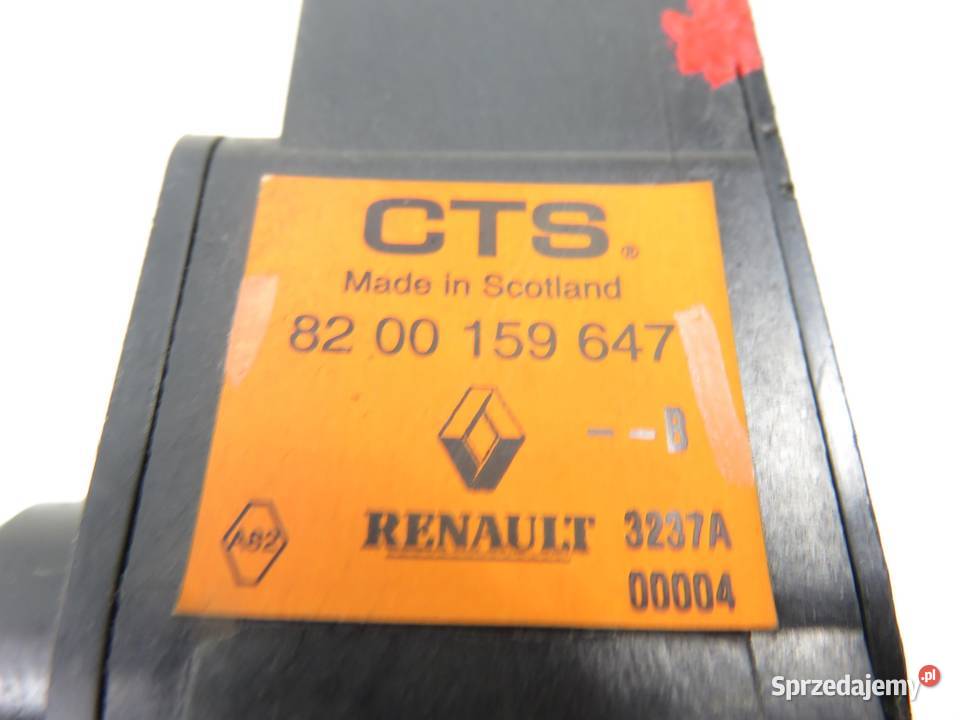 CTS®
Made in Scotland
82 00 159 647
- - B
RENAULT 3237A
00004
Sprzedajemy.pl